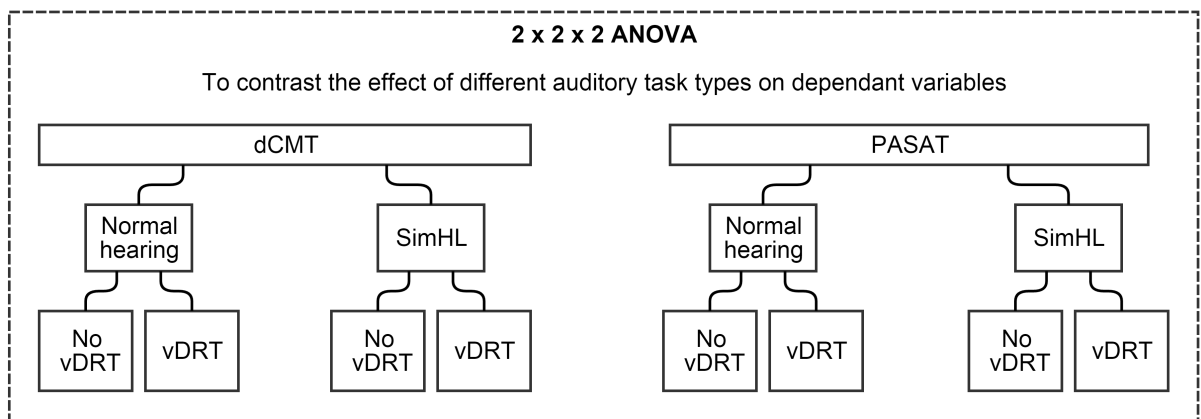 2 x 2 x 2 ANOVA
To contrast the effect of different auditory task types on dependant variables
dCMT
PASAT
Normal
hearing
SimHL
Normal
hearing
SimHL
No
vDRT
vDRT
No
vDRT
vDRT
No
vDRT
vDRT
No
vDRT
vDRT